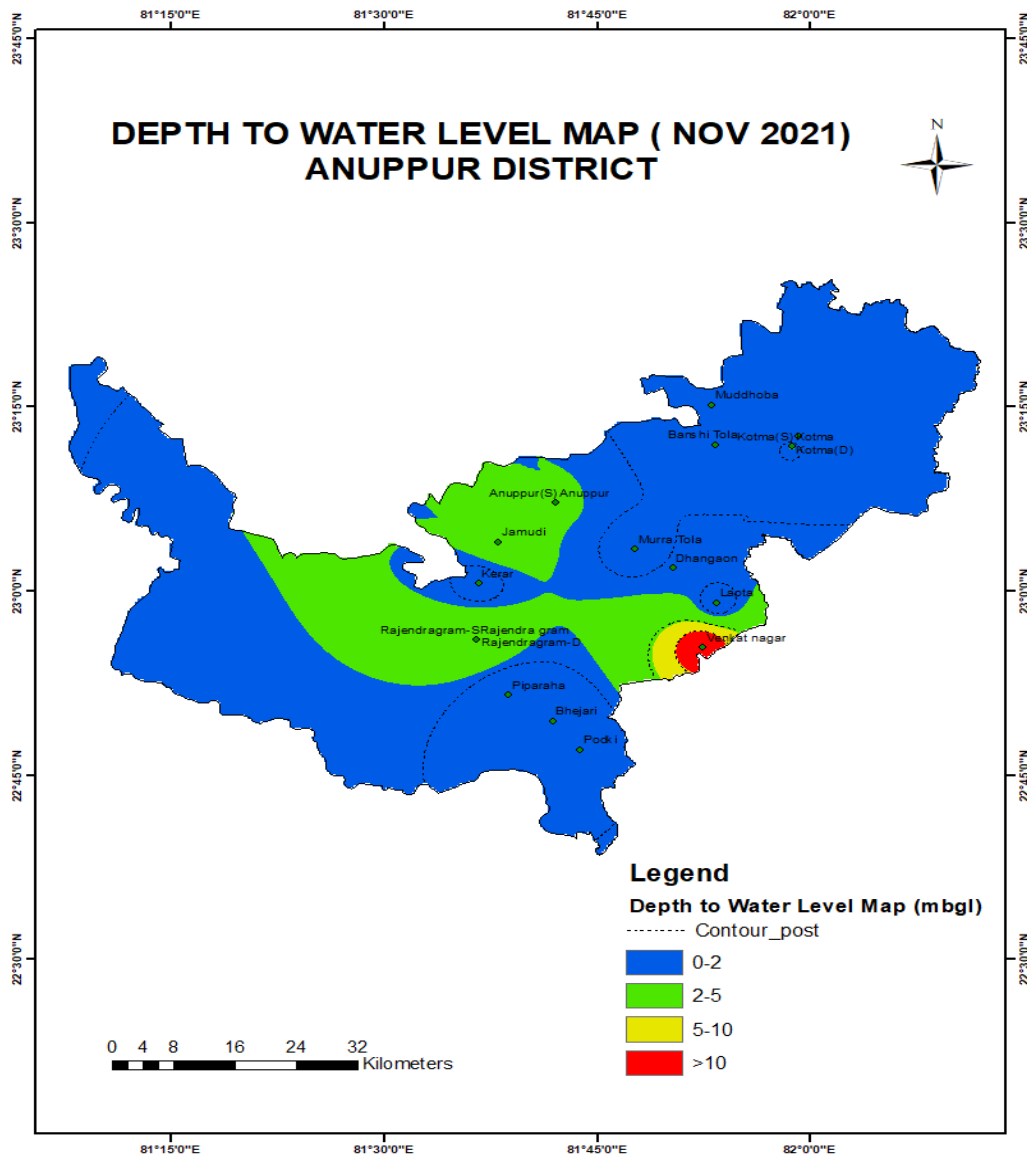 81°15'0"E 81°30'0"E 81°45'0"E 82°0'0"E
23°45'0"N 23°45'0"N
DEPTH TO WATER LEVEL MAP ( NOV 2021)
ANUPPUR DISTRICT
N
23°30'0"N 23°30'0"N
23°15'0"N 23°15'0"N
Muddhoba
Banshi Tola Kotma(S) Kotma
Kotma(D)
Anuppur(S) Anuppur
Jamudi
Murra Tola
Dhangaon
Kerar
23°0'0"N 23°0'0"N
Lapta
Rajendragram-S Rajendra gram
Rajendragram-D
Venkat nagar
Piparaha
Bhejari
Podki
22°45'0"N 22°45'0"N
Legend
Depth to Water Level Map (mbgl)
Contour_post
22°30'0"N 22°30'0"N
0-2
2-5
5-10
>10
0 4 8 16 24 32
Kilometers
81°15'0"E 81°30'0"E 81°45'0"E 82°0'0"E